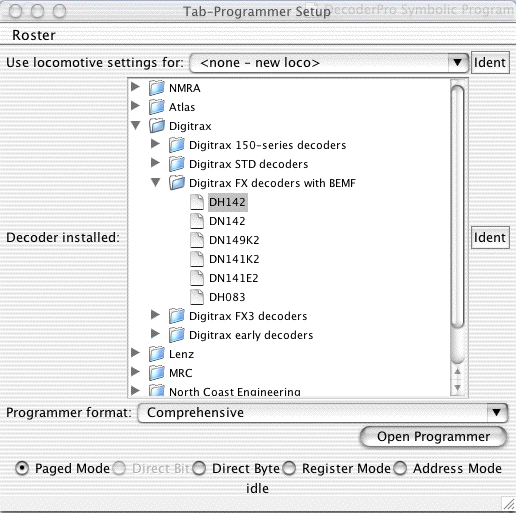 Tab-Programmer Setup
DecoderPro Symbolic Program
Roster
Use locomotive settings for: <none - new loco> Ident
NMRA
Atlas
Digitrax
Digitrax 150-series decoders
Digitrax STD decoders
Digitrax FX decoders with BEMF
DH142
DN142
DN149K2
Decoder installed: Ident
DN141K2
DN141E2
DH083
Digitrax FX3 decoders
Digitrax early decoders
Lenz
MRC
North Coast Engineering
Programmer format: Comprehensive
Open Programmer
Paged Mode Direct Bit Direct Byte Register Mode Address Mode
idle